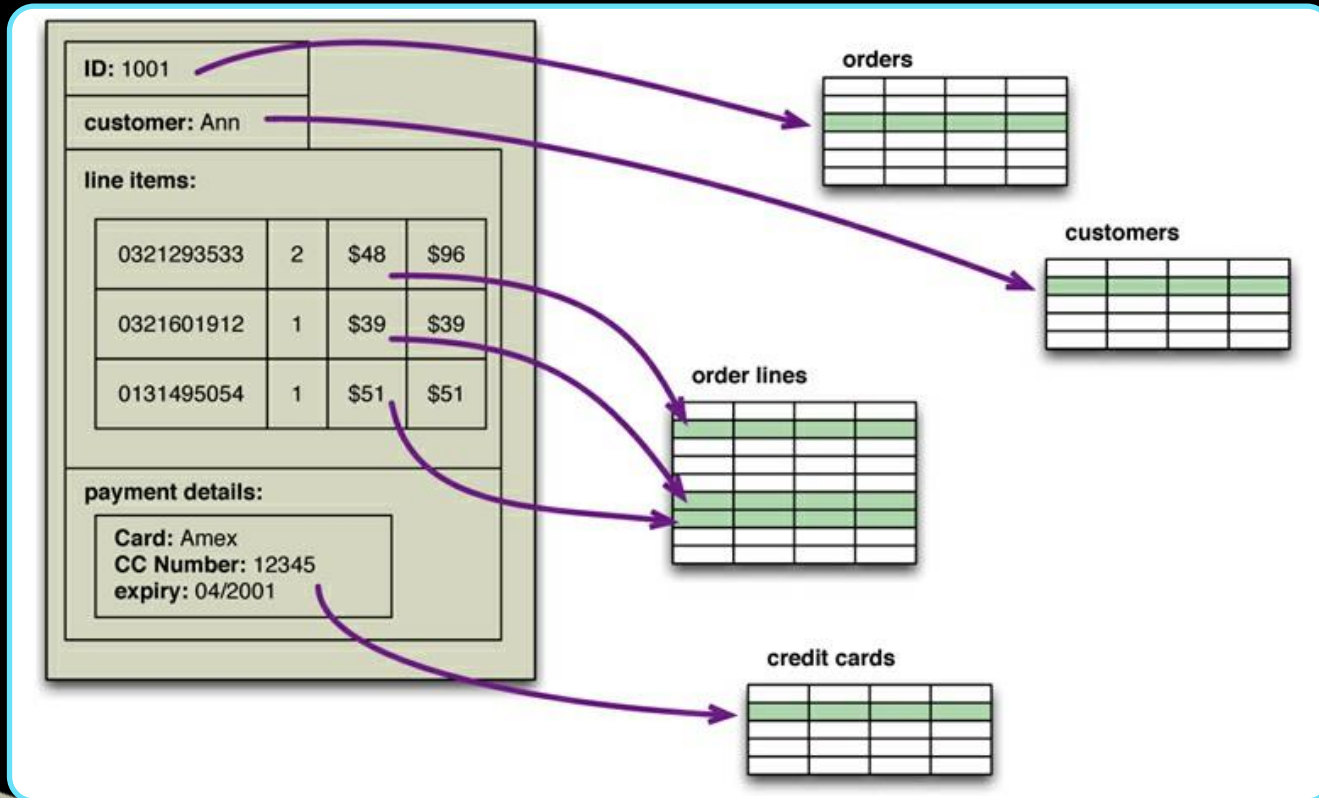 ID: 1001
customer: Ann
line items:
0321293533 2 $48 $96
0321601912 1 $39 $39
0131495054 1 $51 $51
payment details:
Card: Amex
CC Number: 12345
expiry: 04/2001
orders
customers
order lines
credit cards